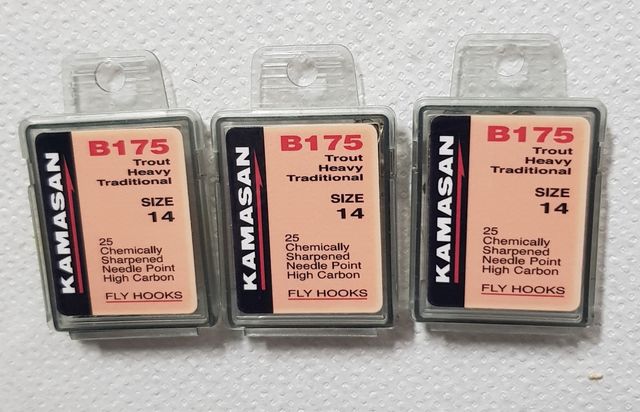 KAMASAN
B175
Trout
Heavy
Traditional
SIZE
14
25
Chemically
Sharpened
Needle Point
High Carbon
FLY HOOKS
KAMASAN
B175
Trout
Heavy
Traditional
SIZE
14
25
Chemically
Sharpened
Needle Point
High Carbon
FLY HOOKS
KAMASAN
B175
Trout
Heavy
Traditional
SIZE
14
25
Chemically
Sharpened
Needle Point
High Carbon
FLY HOOKS